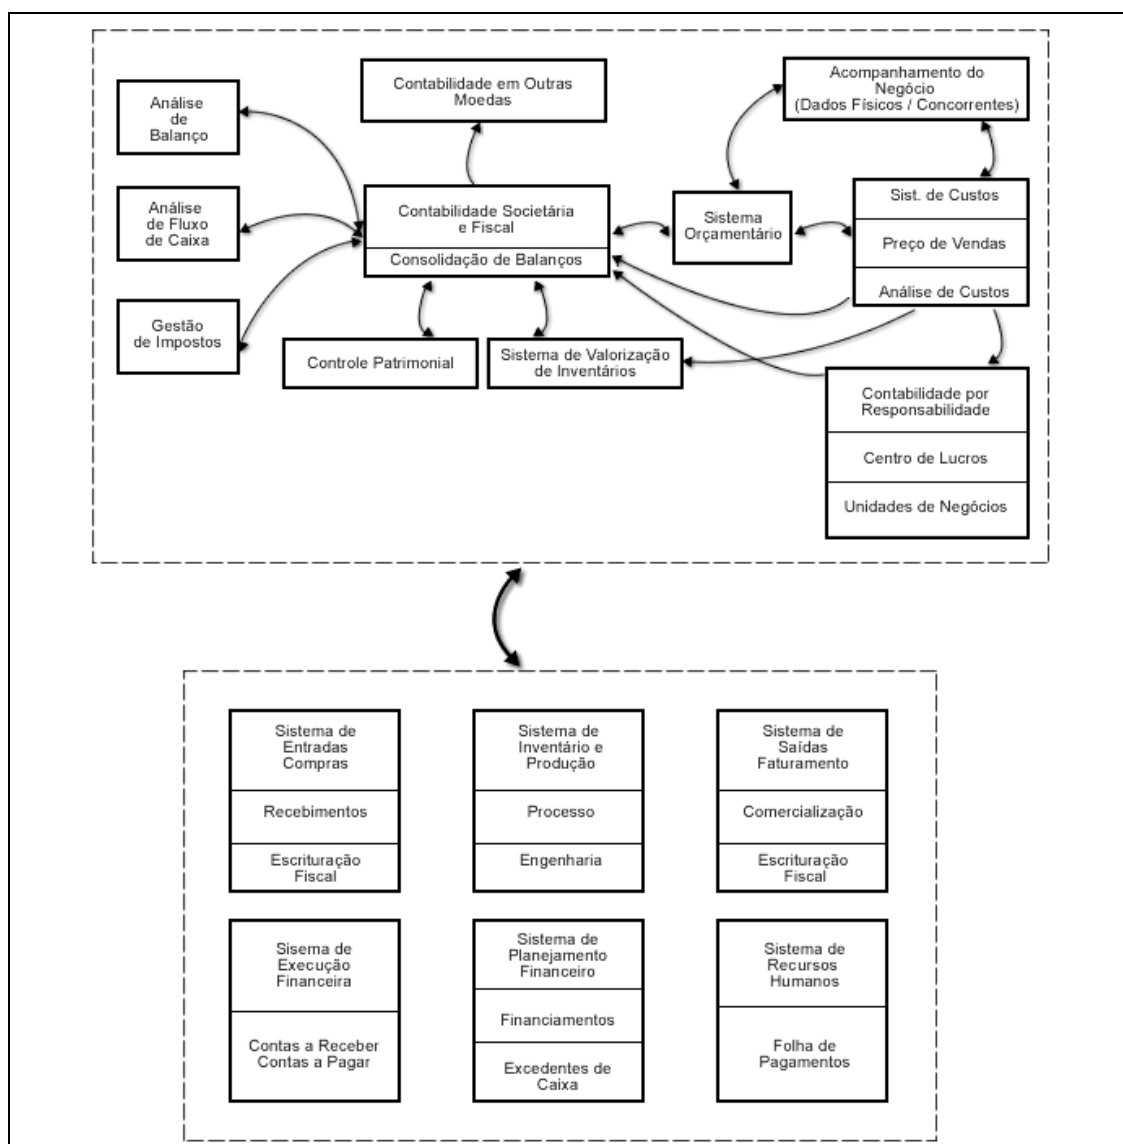 Análise
de
Balanço
Contabilidade em Outras
Moedas
Acompanhamento do
Negócio
(Dados Físicos / Concorrentes)
Análise
de Fluxo
de Caixa
Contabilidade Societária
e Fiscal
Consolidação de Balanços
Sistema
Orçamentário
Sist. de Custos
Preço de Vendas
Análise de Custos
Gestão
de Impostos
Controle Patrimonial
Sistema de Valorização
de Inventários
Contabilidade por
Responsabilidade
Centro de Lucros
Unidades de Negócios
Sistema de
Entradas
Compras
Recebimentos
Escrituração
Fiscal
Sistema de
Inventário e
Produção
Processo
Engenharia
Sistema de
Saídas
Faturamento
Comercialização
Escrituração
Fiscal
Sisema de
Execução
Financeira
Contas a Receber
Contas a Pagar
Sistema de
Planejamento
Financeiro
Financiamentos
Excedentes de
Caixa
Sistema de
Recursos
Humanos
Folha de
Pagamentos